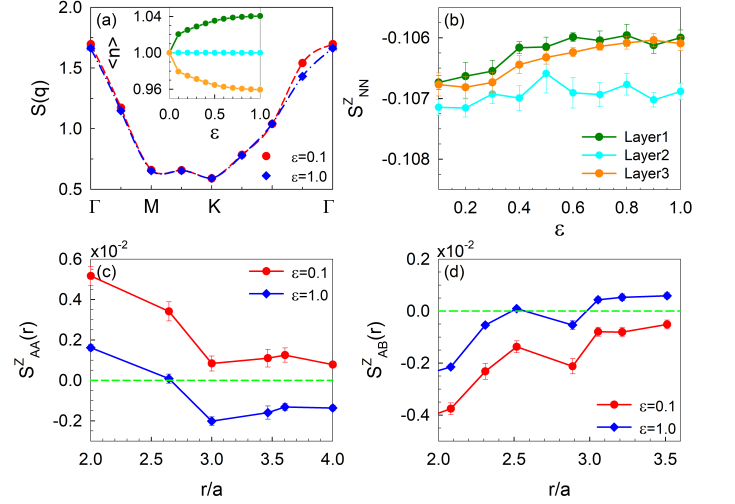 (a)
S(q)
2.0
1.5
1.0
0.5
Γ M K Γ
<n>
1.04
1.00
0.96
0.0 0.5 1.0
ε
ε=0.1
ε=1.0
(b)
S^Z_NN
-0.106
-0.107
-0.108
0.2 0.4 0.6 0.8 1.0
ε
Layer1
Layer2
Layer3
x10^-2
(c)
S^Z_AA(r)
0.6
0.4
0.2
0.0
-0.2
2.0 2.5 3.0 3.5 4.0
r/a
ε=0.1
ε=1.0
x10^-2
(d)
S^Z_AB(r)
0.2
0.0
-0.2
-0.4
2.0 2.5 3.0 3.5
r/a
ε=0.1
ε=1.0